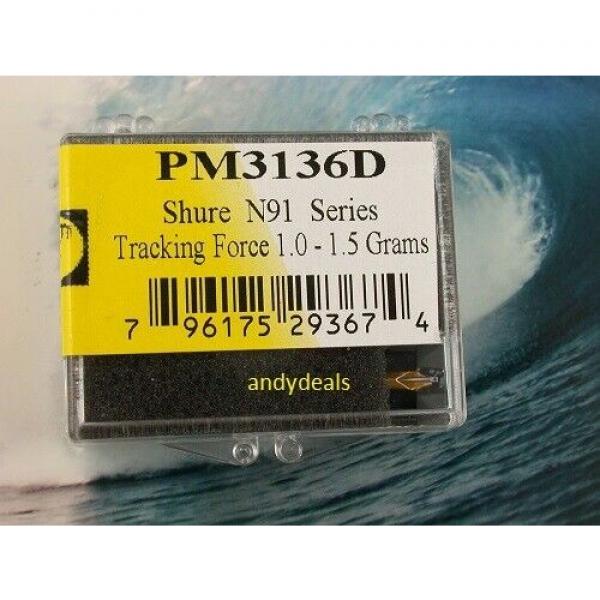 PM3136D
Shure N91 Series
Tracking Force 1.0 - 1.5 Grams
7 96175 29367 4
andydeals